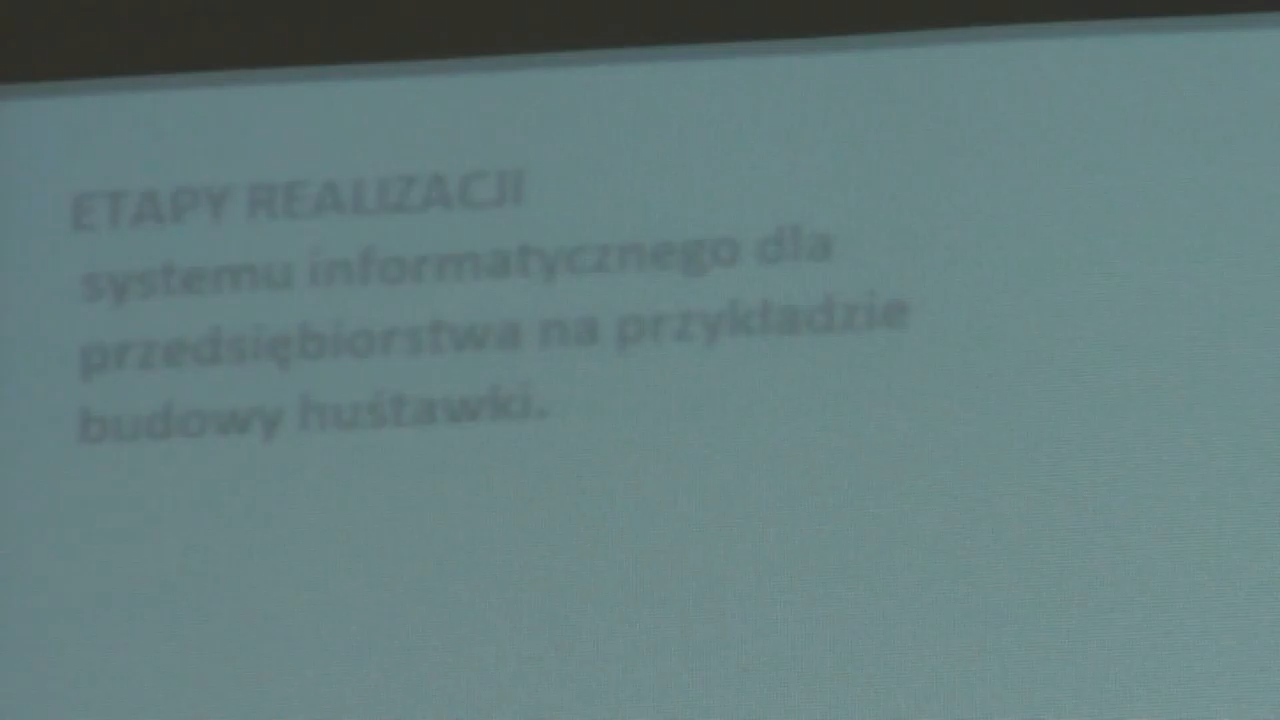 ETAPY REALIZACJI
systemu informatycznego dla
przedsiębiorstwa na przykładzie
budowy huśtawki.